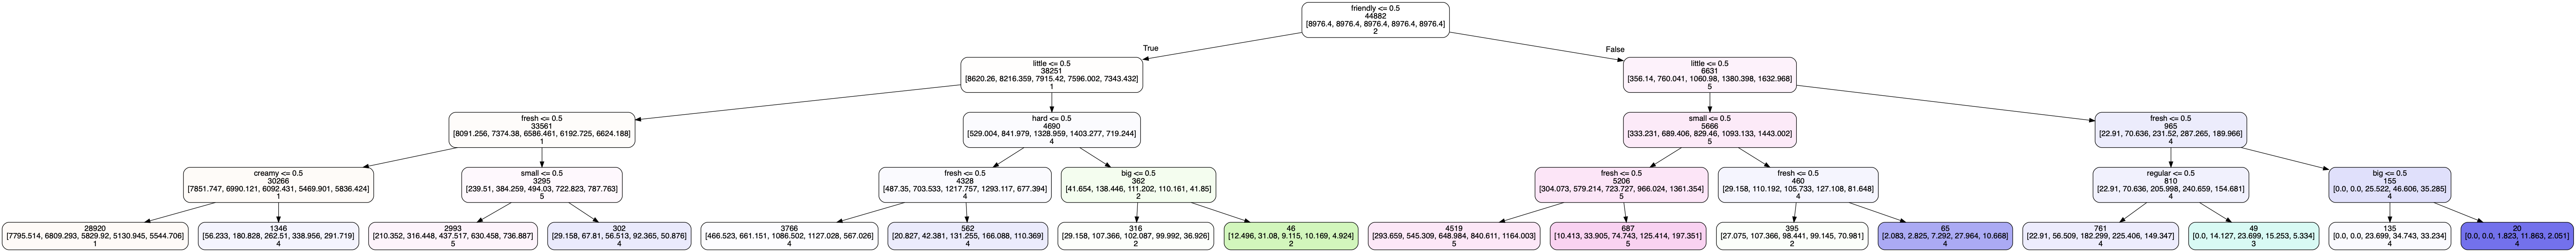 friendly <= 0.5
44882
[8976.4, 8976.4, 8976.4, 8976.4, 8976.4]
2
True
False
little <= 0.5
38251
[8620.26, 8216.359, 7915.42, 7596.002, 7343.432]
1
little <= 0.5
6631
[356.14, 760.041, 1060.98, 1380.398, 1632.968]
5
fresh <= 0.5
33561
[8091.256, 7374.38, 6586.461, 6192.725, 6624.188]
1
hard <= 0.5
4690
[529.004, 841.979, 1328.959, 1403.277, 719.244]
4
small <= 0.5
5666
[333.231, 689.406, 829.46, 1093.133, 1443.002]
5
fresh <= 0.5
965
[22.91, 70.636, 231.52, 287.265, 189.966]
4
creamy <= 0.5
30266
[7851.747, 6990.121, 6092.431, 5469.901, 5836.424]
1
small <= 0.5
3295
[239.51, 384.259, 494.03, 722.823, 787.763]
5
fresh <= 0.5
4328
[487.35, 703.533, 1217.757, 1293.117, 677.394]
4
big <= 0.5
362
[41.654, 138.446, 111.202, 110.161, 41.85]
2
fresh <= 0.5
5206
[304.073, 579.214, 723.727, 966.024, 1361.354]
5
fresh <= 0.5
460
[29.158, 110.192, 105.733, 127.108, 81.648]
4
regular <= 0.5
810
[22.91, 70.636, 205.998, 240.659, 154.681]
4
big <= 0.5
155
[0.0, 0.0, 25.522, 46.606, 35.285]
4
28920
[7795.514, 6809.293, 5829.92, 5130.945, 5544.706]
1
1346
[56.233, 180.828, 262.51, 338.956, 291.719]
4
2993
[210.352, 316.448, 437.517, 630.458, 736.887]
5
302
[29.158, 67.81, 56.513, 92.365, 50.876]
4
3766
[466.523, 661.151, 1086.502, 1127.028, 567.026]
4
562
[20.827, 42.381, 131.255, 166.088, 110.369]
4
316
[29.158, 107.366, 102.087, 99.992, 36.926]
2
46
[12.496, 31.08, 9.115, 10.169, 4.924]
2
4519
[293.659, 545.309, 648.984, 840.611, 1164.003]
5
687
[10.413, 33.905, 74.743, 125.414, 197.351]
5
395
[27.075, 107.366, 98.441, 99.145, 70.981]
2
65
[2.083, 2.825, 7.292, 27.964, 10.668]
4
761
[22.91, 56.509, 182.299, 225.406, 149.347]
4
49
[0.0, 14.127, 23.699, 15.253, 5.334]
3
135
[0.0, 0.0, 23.699, 34.743, 33.234]
4
20
[0.0, 0.0, 1.823, 11.863, 2.051]
4